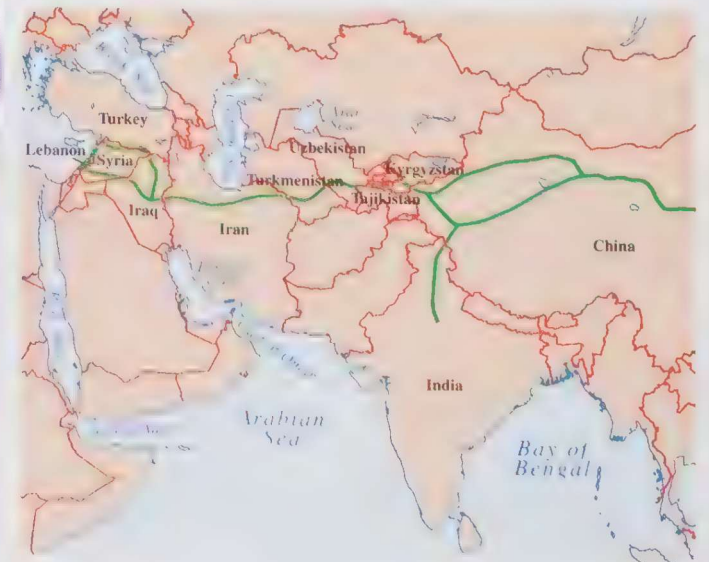 Turkey
Lebanon
Syria
Uzbekistan
Kyrgyzstan
Turkmenistan
Tajikistan
Iraq
Iran
China
India
Arabian
Sea
Bay of
Bengal